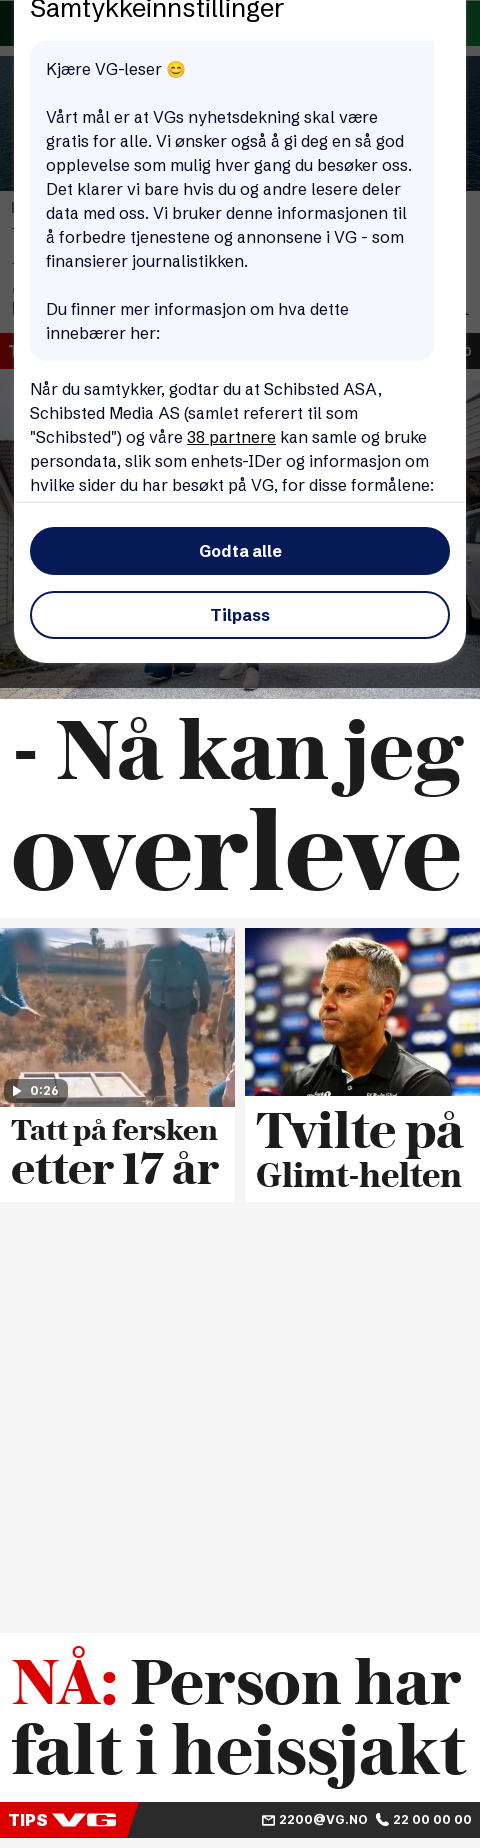 Samtykkeinnstillinger
Kjære VG-leser 😊
Vårt mål er at VGs nyhetsdekning skal være
gratis for alle. Vi ønsker også å gi deg en så god
opplevelse som mulig hver gang du besøker oss.
Det klarer vi bare hvis du og andre lesere deler
data med oss. Vi bruker denne informasjonen til
å forbedre tjenestene og annonsene i VG - som
finansierer journalistikken.
Du finner mer informasjon om hva dette
innebærer her:
Når du samtykker, godtar du at Schibsted ASA,
Schibsted Media AS (samlet referert til som
"Schibsted") og våre 38 partnere kan samle og bruke
persondata, slik som enhets-IDer og informasjon om
hvilke sider du har besøkt på VG, for disse formålene:
Godta alle
Tilpass
- Nå kan jeg
overleve
0:26
Tatt på fersken
etter 17 år
Tvilte på
Glimt-helten
NÅ: Person har
falt i heissjakt
TIPS VG 2200@VG.NO 22 00 00 00